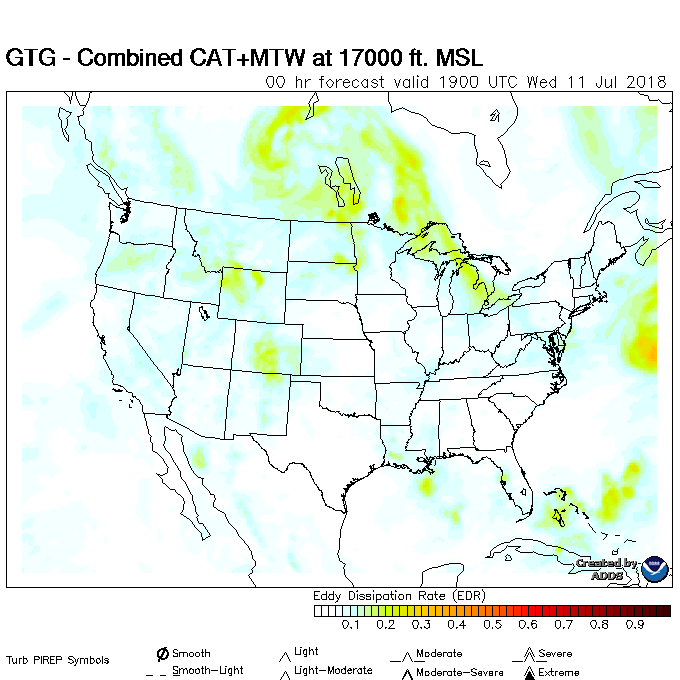 GTG - Combined CAT+MTW at 17000 ft. MSL
00 hr forecast valid 1900 UTC Wed 11 Jul 2018
Created by
ADDS
Eddy Dissipation Rate (EDR)
0.1 0.2 0.3 0.4 0.5 0.6 0.7 0.8 0.9
Turb PIREP Symbols
Smooth Light Moderate Severe
Smooth-Light Light-Moderate Moderate-Severe Extreme